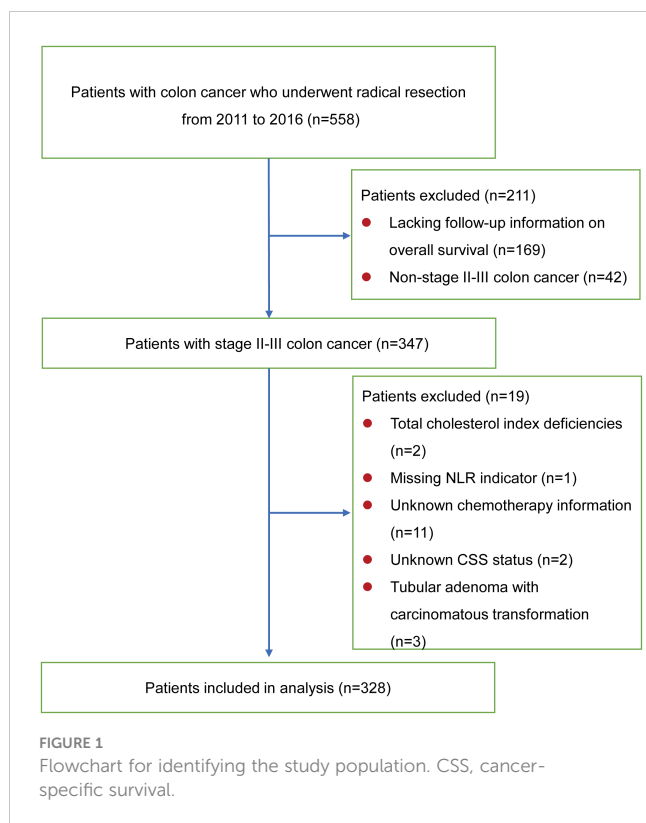 Patients with colon cancer who underwent radical resection
from 2011 to 2016 (n=558)
Patients excluded (n=211)
Lacking follow-up information on
overall survival (n=169)
Non-stage II-III colon cancer (n=42)
Patients with stage II-III colon cancer (n=347)
Patients excluded (n=19)
Total cholesterol index deficiencies
(n=2)
Missing NLR indicator (n=1)
Unknown chemotherapy information
(n=11)
Unknown CSS status (n=2)
Tubular adenoma with
carcinomatous transformation
(n=3)
Patients included in analysis (n=328)
FIGURE 1
Flowchart for identifying the study population. CSS, cancer-
specific survival.